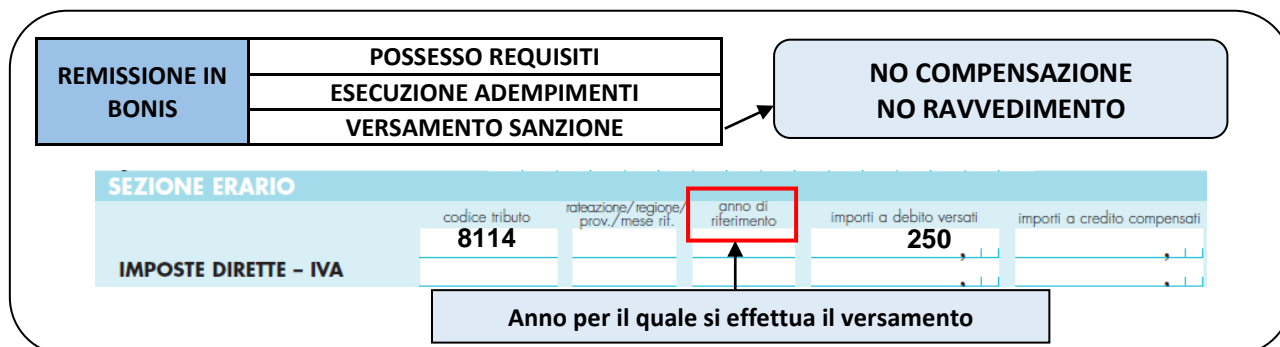 REMISSIONE IN
BONIS
POSSESSO REQUISITI
ESECUZIONE ADEMPIMENTI
VERSAMENTO SANZIONE
NO COMPENSAZIONE
NO RAVVEDIMENTO
SEZIONE ERARIO
codice tributo
rateazione/regione/
prov./mese rif.
anno di
riferimento
importi a debito versati
importi a credito compensati
8114
250
,
,
IMPOSTE DIRETTE – IVA
,
,
Anno per il quale si effettua il versamento